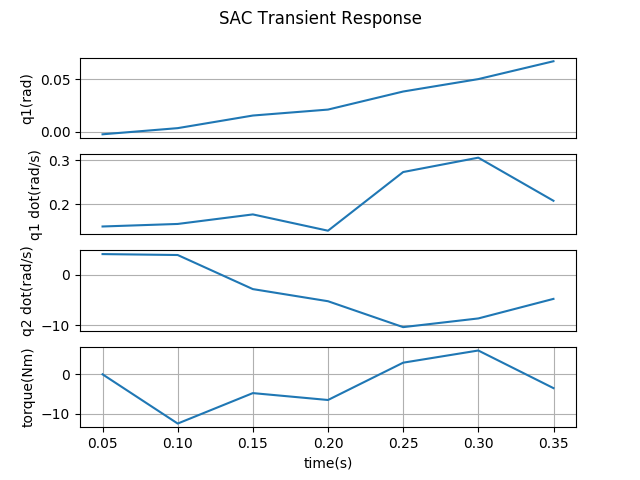 SAC Transient Response
q1(rad)
0.05
0.00
q1 dot(rad/s)
0.3
0.2
q2 dot(rad/s)
0
−10
torque(Nm)
0
−10
0.05 0.10 0.15 0.20 0.25 0.30 0.35
time(s)